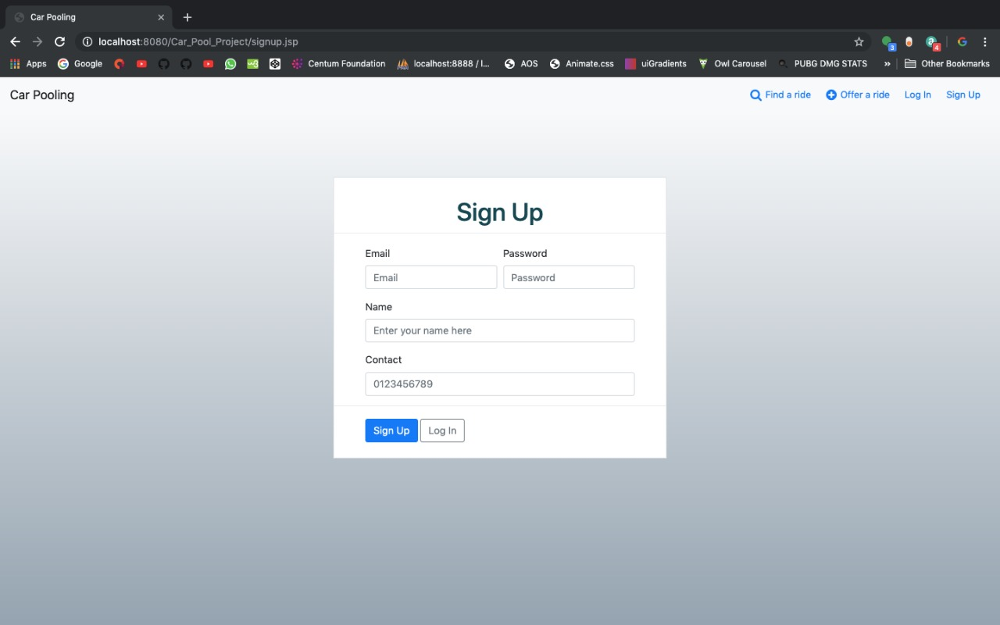 Car Pooling
localhost:8080/Car_Pool_Project/signup.jsp
3
4
Apps Google Centum Foundation localhost:8888 / l... AOS Animate.css uiGradients Owl Carousel PUBG DMG STATS » Other Bookmarks
Car Pooling Find a ride Offer a ride Log In Sign Up
Sign Up
Email Password
Email Password
Name
Enter your name here
Contact
0123456789
Sign Up Log In